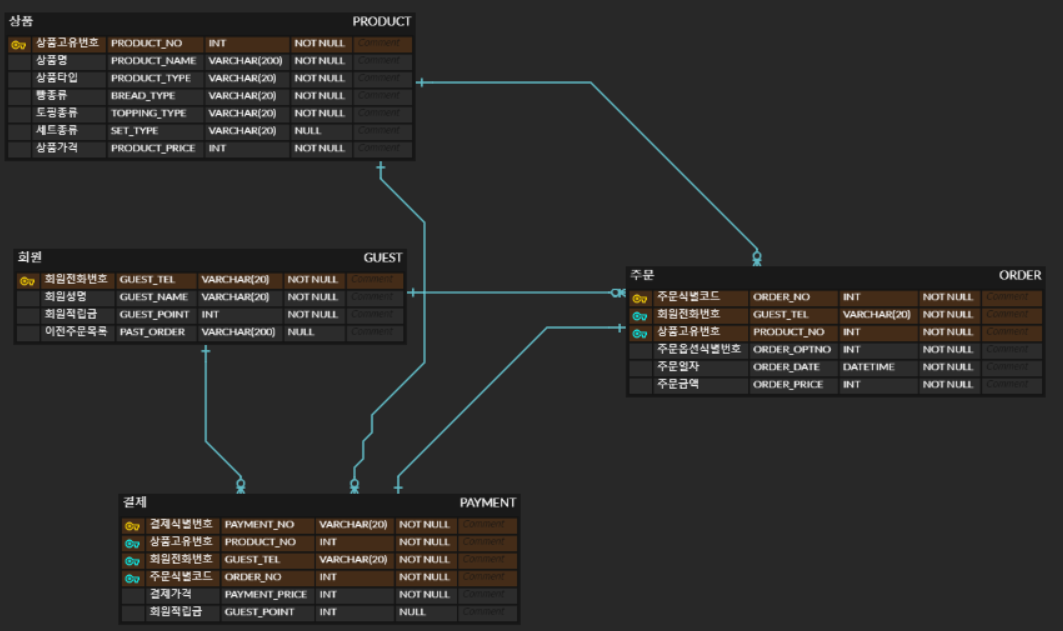 상품 PRODUCT
상품고유번호 PRODUCT_NO INT NOT NULL Comment
상품명 PRODUCT_NAME VARCHAR(200) NOT NULL Comment
상품타입 PRODUCT_TYPE VARCHAR(20) NOT NULL Comment
빵종류 BREAD_TYPE VARCHAR(20) NOT NULL Comment
토핑종류 TOPPING_TYPE VARCHAR(20) NOT NULL Comment
세트종류 SET_TYPE VARCHAR(20) NULL Comment
상품가격 PRODUCT_PRICE INT NOT NULL Comment
회원 GUEST
회원전화번호 GUEST_TEL VARCHAR(20) NOT NULL Comment
회원성명 GUEST_NAME VARCHAR(20) NOT NULL Comment
회원적립금 GUEST_POINT INT NOT NULL Comment
이전주문목록 PAST_ORDER VARCHAR(200) NULL Comment
주문 ORDER
주문식별코드 ORDER_NO INT NOT NULL Comment
회원전화번호 GUEST_TEL VARCHAR(20) NOT NULL Comment
상품고유번호 PRODUCT_NO INT NOT NULL Comment
주문옵션식별번호 ORDER_OPTNO INT NOT NULL Comment
주문일자 ORDER_DATE DATETIME NOT NULL Comment
주문금액 ORDER_PRICE INT NOT NULL Comment
결제 PAYMENT
결제식별번호 PAYMENT_NO VARCHAR(20) NOT NULL Comment
상품고유번호 PRODUCT_NO INT NOT NULL Comment
회원전화번호 GUEST_TEL VARCHAR(20) NOT NULL Comment
주문식별코드 ORDER_NO INT NOT NULL Comment
결제가격 PAYMENT_PRICE INT NOT NULL Comment
회원적립금 GUEST_POINT INT NULL Comment